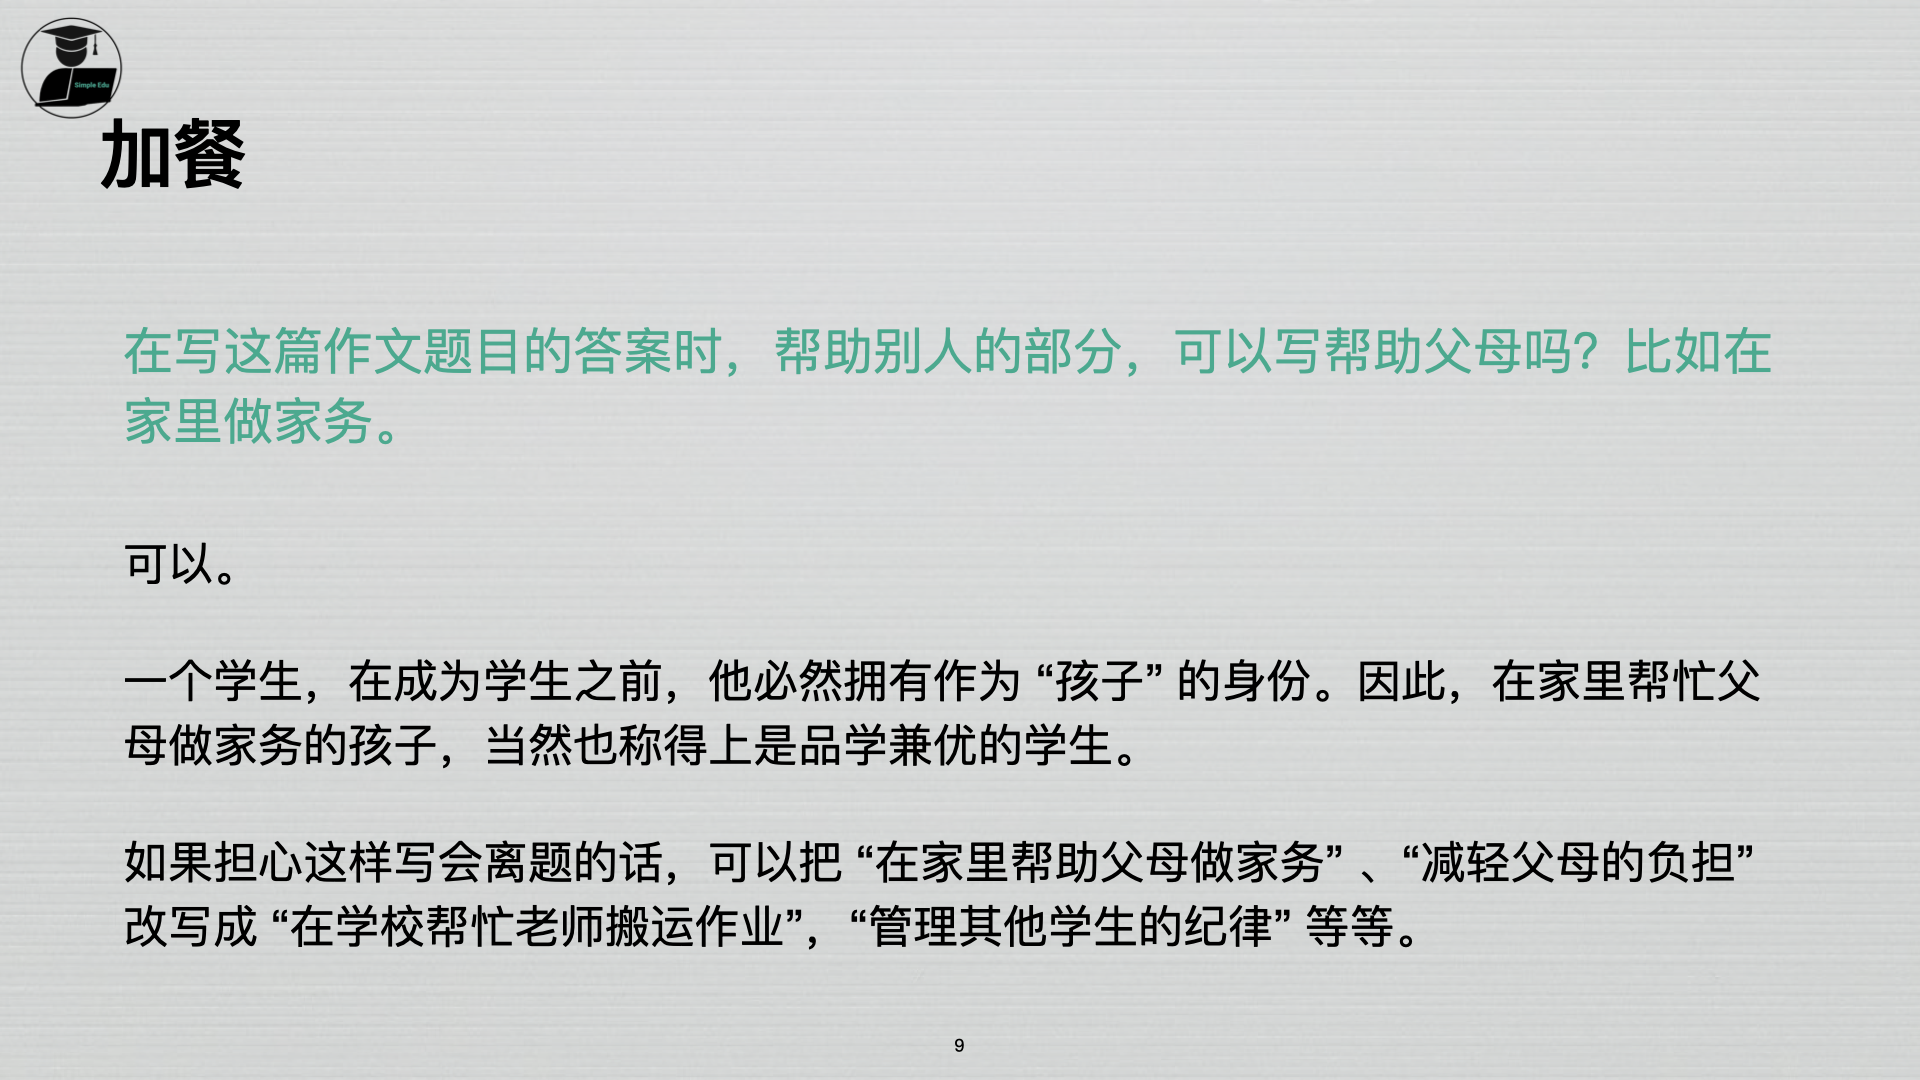 Simple Edu
加餐
在写这篇作文题目的答案时，帮助别人的部分，可以写帮助父母吗？比如在
家里做家务。
可以。
一个学生，在成为学生之前，他必然拥有作为 “孩子” 的身份。因此，在家里帮忙父
母做家务的孩子，当然也称得上是品学兼优的学生。
如果担心这样写会离题的话，可以把 “在家里帮助父母做家务” 、“减轻父母的负担”
改写成 “在学校帮忙老师搬运作业”，“管理其他学生的纪律” 等等。
9